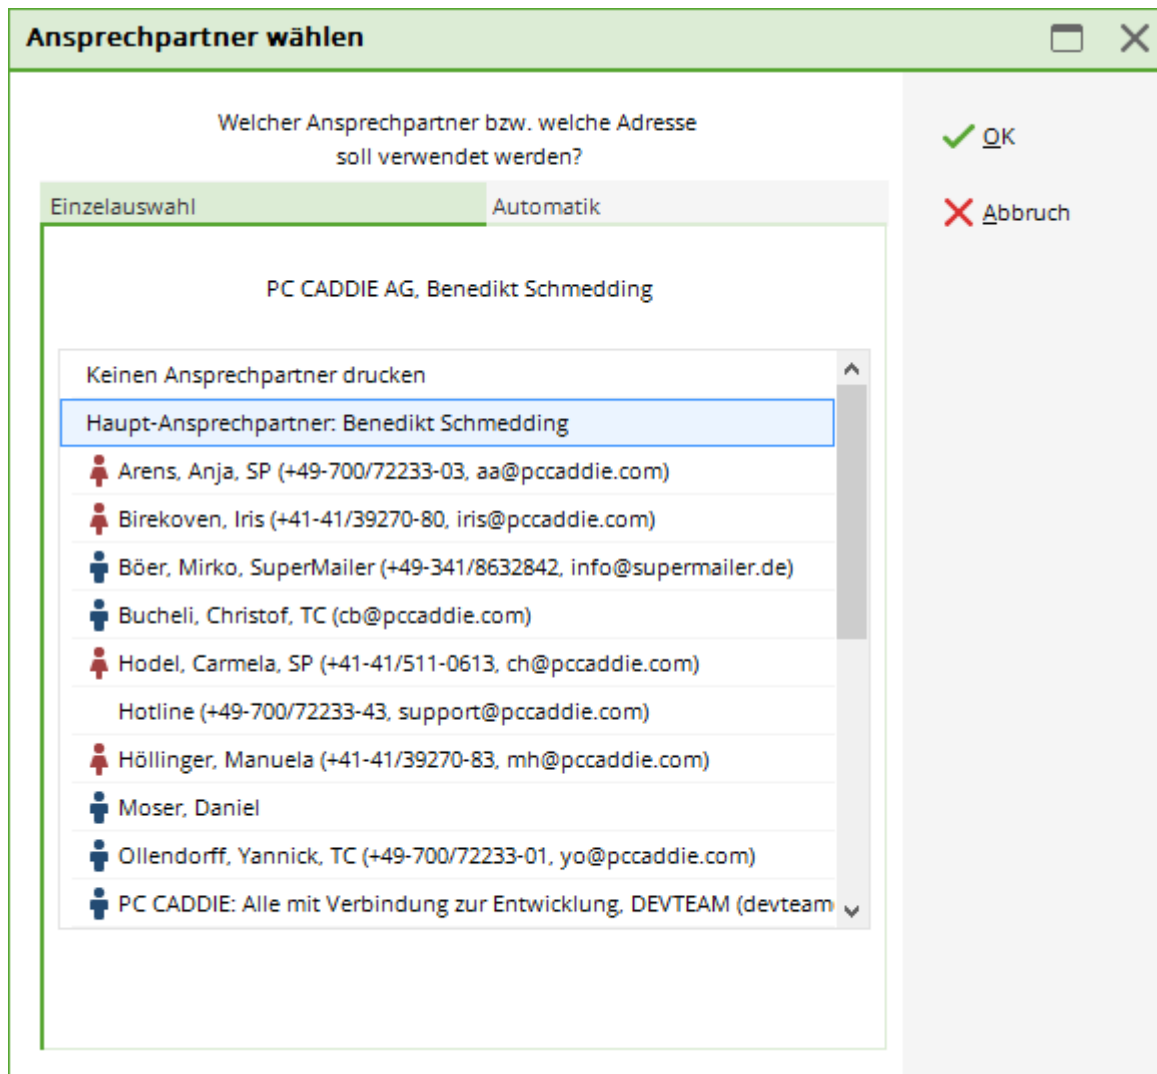 Ansprechpartner wählen
Welcher Ansprechpartner bzw. welche Adresse
soll verwendet werden?
OK
Abbruch
Einzelauswahl
Automatik
PC CADDIE AG, Benedikt Schmedding
Keinen Ansprechpartner drucken
Haupt-Ansprechpartner: Benedikt Schmedding
Arens, Anja, SP (+49-700/72233-03, aa@pccaddie.com)
Birekoven, Iris (+41-41/39270-80, iris@pccaddie.com)
Böer, Mirko, SuperMailer (+49-341/8632842, info@supermailer.de)
Bucheli, Christof, TC (cb@pccaddie.com)
Hodel, Carmela, SP (+41-41/511-0613, ch@pccaddie.com)
Hotline (+49-700/72233-43, support@pccaddie.com)
Höllinger, Manuela (+41-41/39270-83, mh@pccaddie.com)
Moser, Daniel
Ollendorff, Yannick, TC (+49-700/72233-01, yo@pccaddie.com)
PC CADDIE: Alle mit Verbindung zur Entwicklung, DEVTEAM (devteam